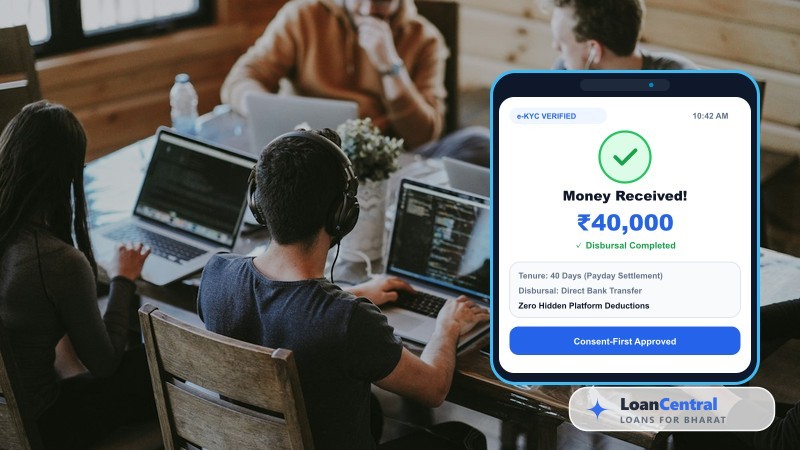 e-KYC VERIFIED
10:42 AM
Money Received!
₹40,000
✓ Disbursal Completed
Tenure: 40 Days (Payday Settlement)
Disbursal: Direct Bank Transfer
Zero Hidden Platform Deductions
Consent-First Approved
LoanCentral
LOANS FOR BHARAT